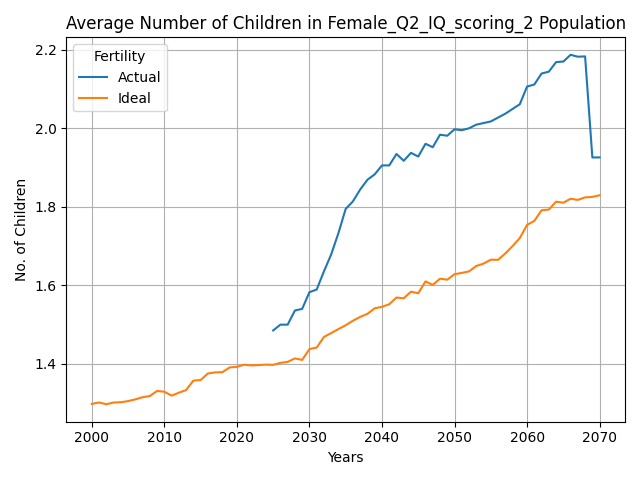 Average Number of Children in Female_Q2_IQ_scoring_2 Population
Fertility
Actual
Ideal
2.2
2.0
1.8
1.6
1.4
No. of Children
2000
2010
2020
2030
2040
2050
2060
2070
Years